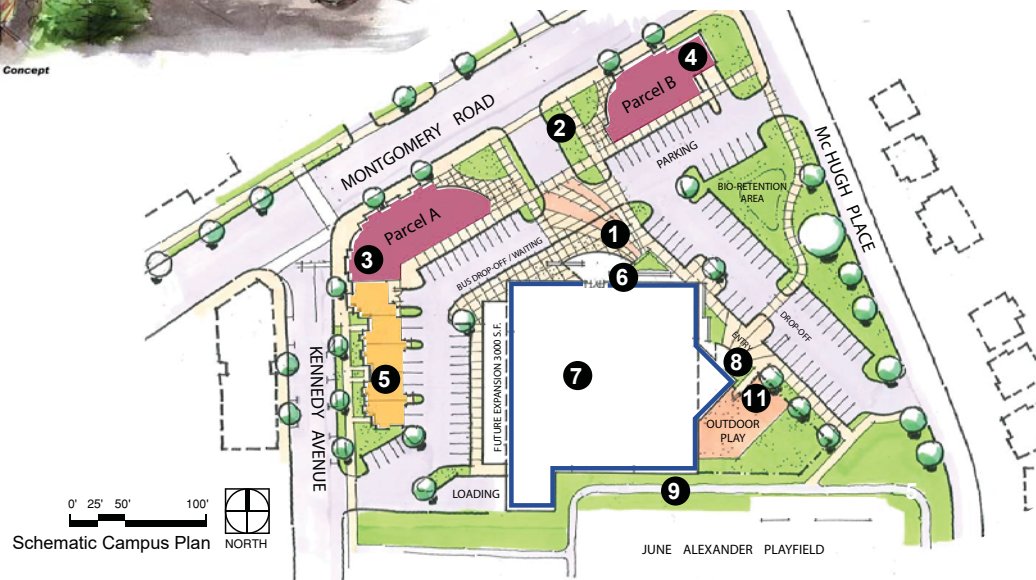 Concept
MONTGOMERY ROAD
4
Parcel B
2
PARKING
McHUGH PLACE
BIO-RETENTION
AREA
Parcel A
3
1
BUS DROP-OFF / WAITING
6
FUTURE EXPANSION 3000 S.F.
DROP-OFF
ENTRY
8
7
5
11
KENNEDY AVENUE
OUTDOOR
PLAY
LOADING
9
0' 25' 50' 100'
Schematic Campus Plan NORTH
JUNE ALEXANDER PLAYFIELD